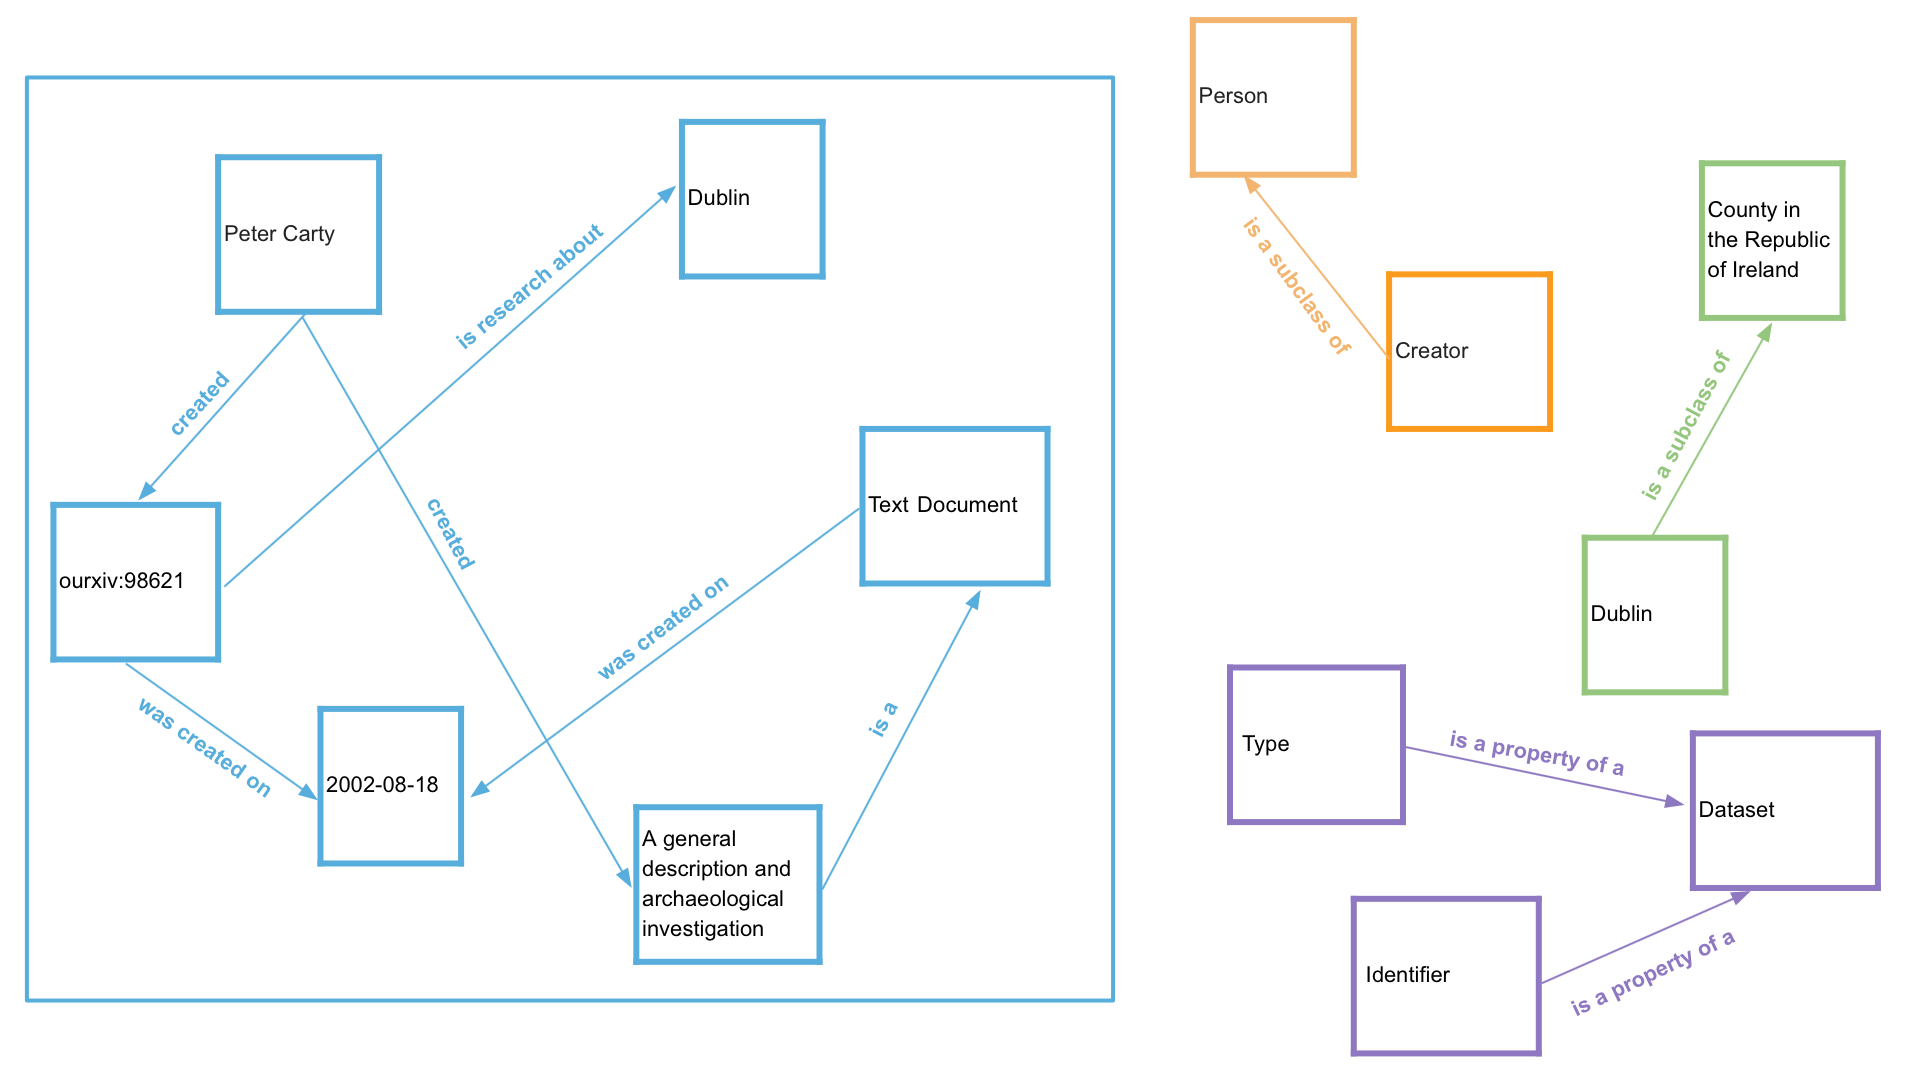 Peter Carty
Dublin
created
is research about
created
ourxiv:98621
Text Document
was created on
was created on
is a
2002-08-18
A general
description and
archaeological
investigation
Person
is a subclass of
Creator
County in
the Republic
of Ireland
is a subclass of
Dublin
Type
is a property of a
Dataset
Identifier
is a property of a